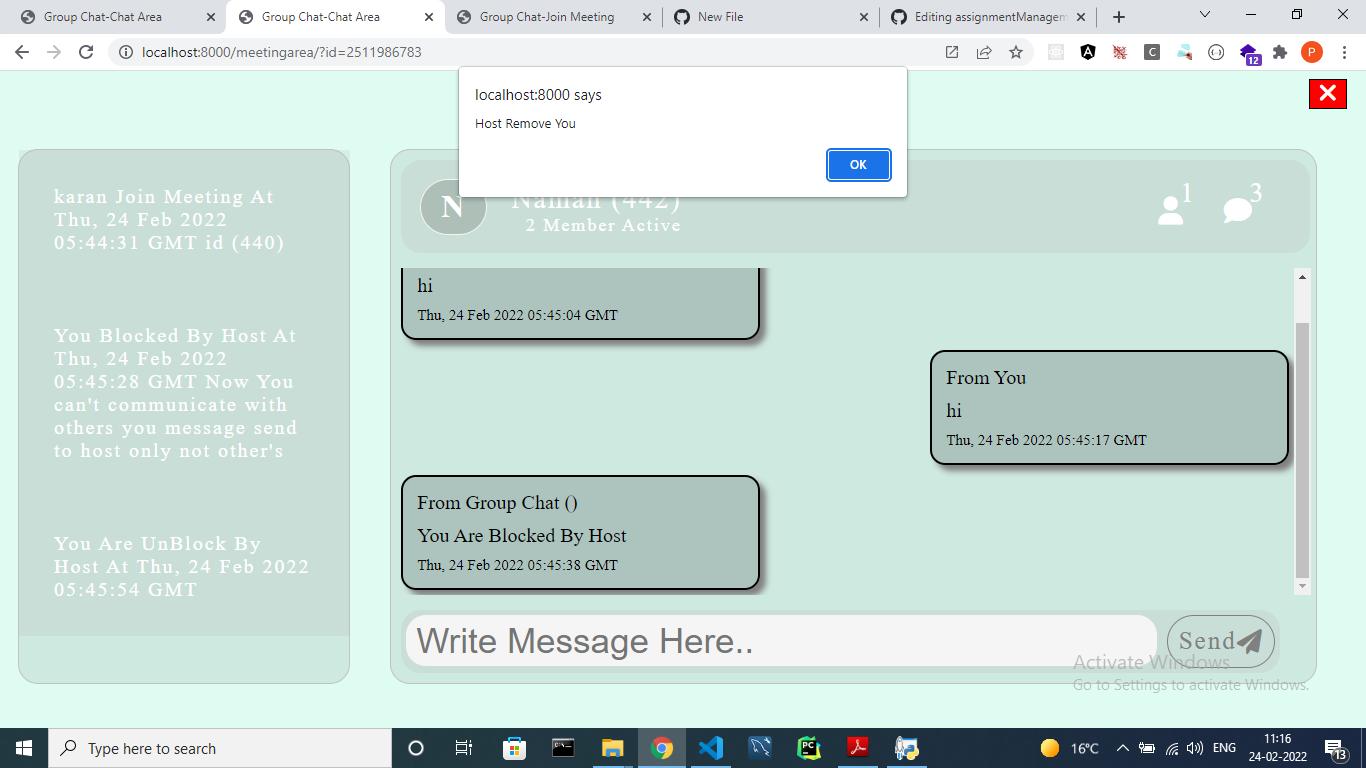 Group Chat-Chat Area
Group Chat-Chat Area
Group Chat-Join Meeting
New File
Editing assignmentManagem
localhost:8000/meetingarea/?id=2511986783
C
12
P
localhost:8000 says
Host Remove You
OK
karan Join Meeting At
Thu, 24 Feb 2022
05:44:31 GMT id (440)
You Blocked By Host At
Thu, 24 Feb 2022
05:45:28 GMT Now You
can't communicate with
others you message send
to host only not other's
You Are UnBlock By
Host At Thu, 24 Feb 2022
05:45:54 GMT
N
Naman (442)
2 Member Active
1
3
hi
Thu, 24 Feb 2022 05:45:04 GMT
From You
hi
Thu, 24 Feb 2022 05:45:17 GMT
From Group Chat ()
You Are Blocked By Host
Thu, 24 Feb 2022 05:45:38 GMT
Write Message Here..
Send
Activate Windows
Go to Settings to activate Windows.
Type here to search
PC
16°C
ENG
11:16
24-02-2022
13